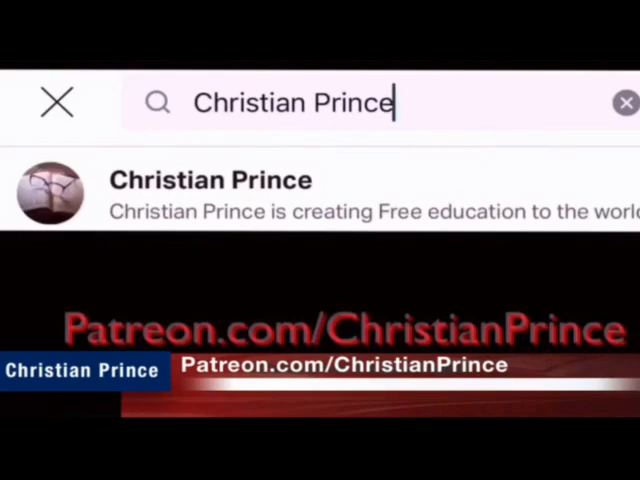 Christian Prince
Christian Prince
Christian Prince is creating Free education to the world
Patreon.com/ChristianPrince
Christian Prince
Patreon.com/ChristianPrince